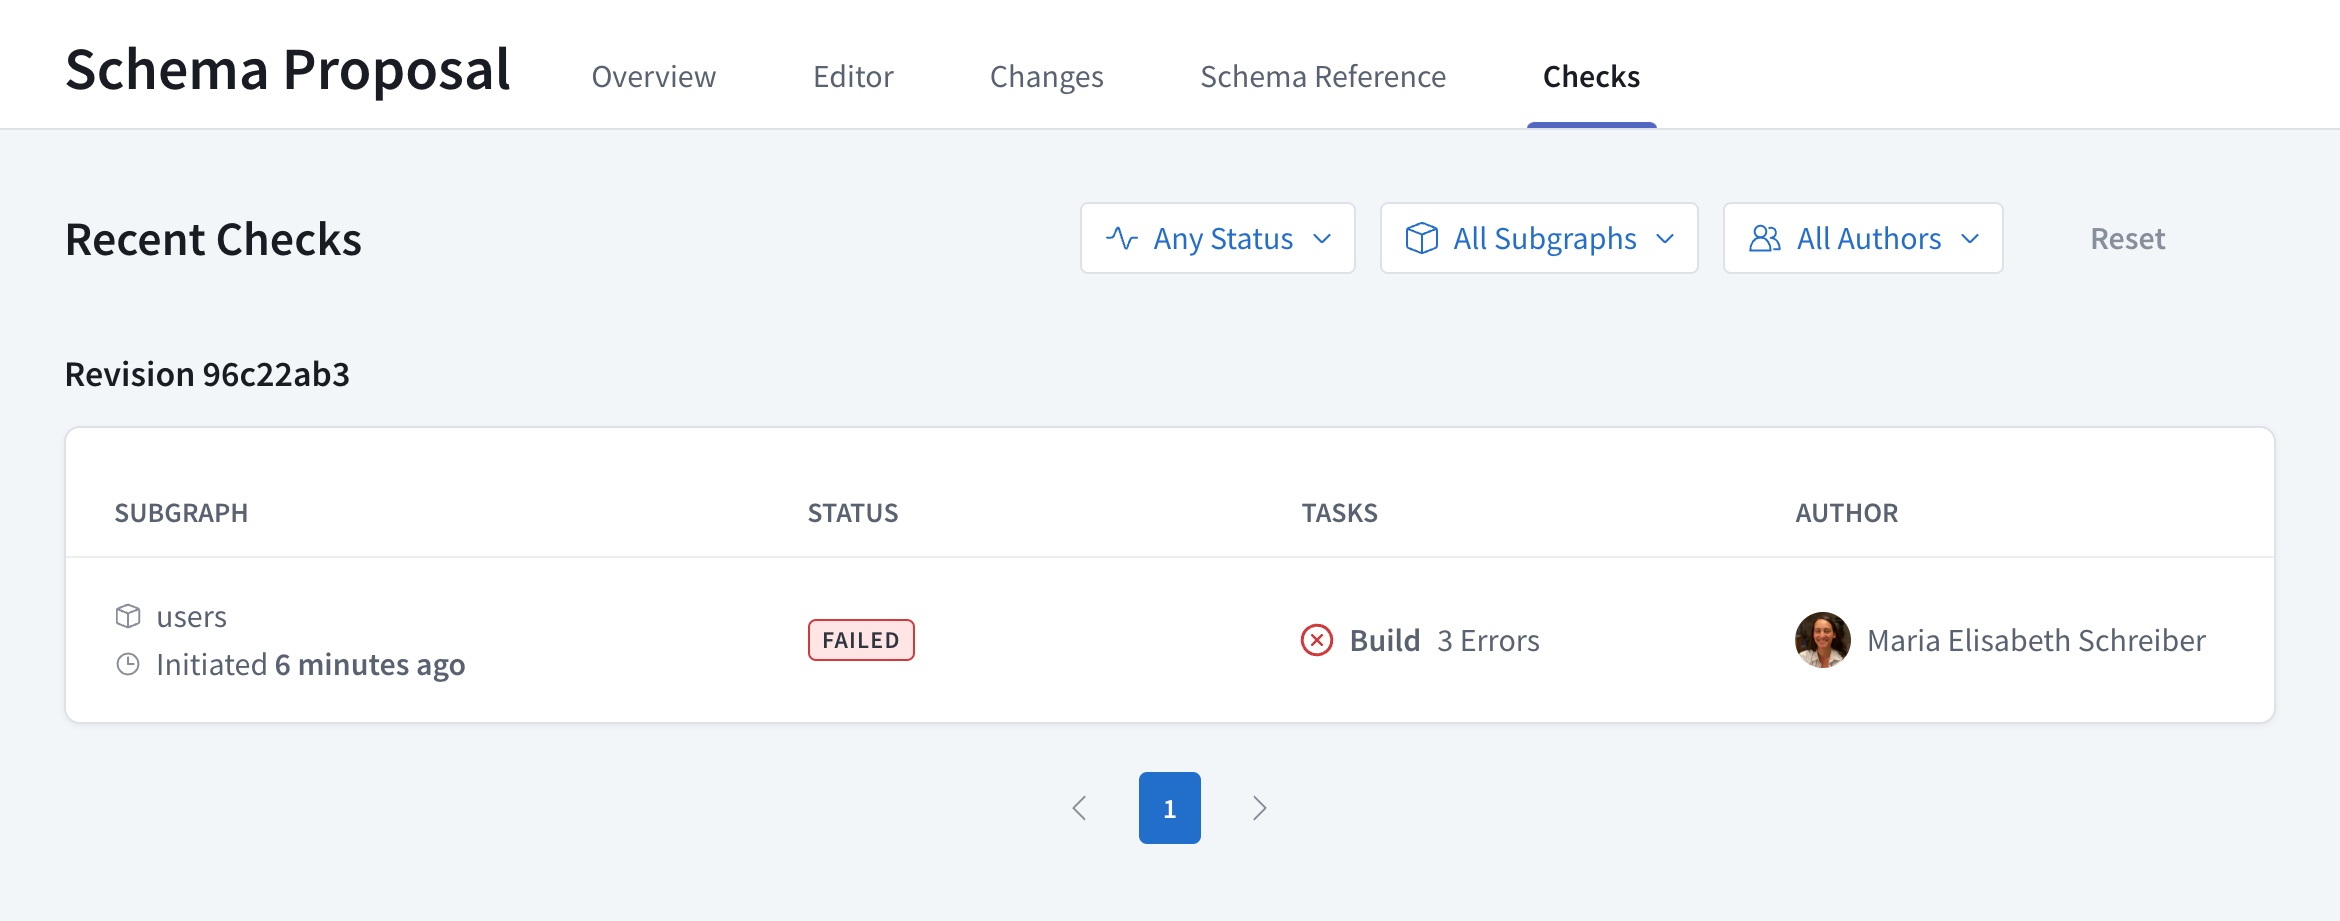 Schema Proposal Overview Editor Changes Schema Reference Checks
Recent Checks Any Status All Subgraphs All Authors Reset
Revision 96c22ab3
SUBGRAPH STATUS TASKS AUTHOR
users
Initiated 6 minutes ago
FAILED
Build 3 Errors
Maria Elisabeth Schreiber
1